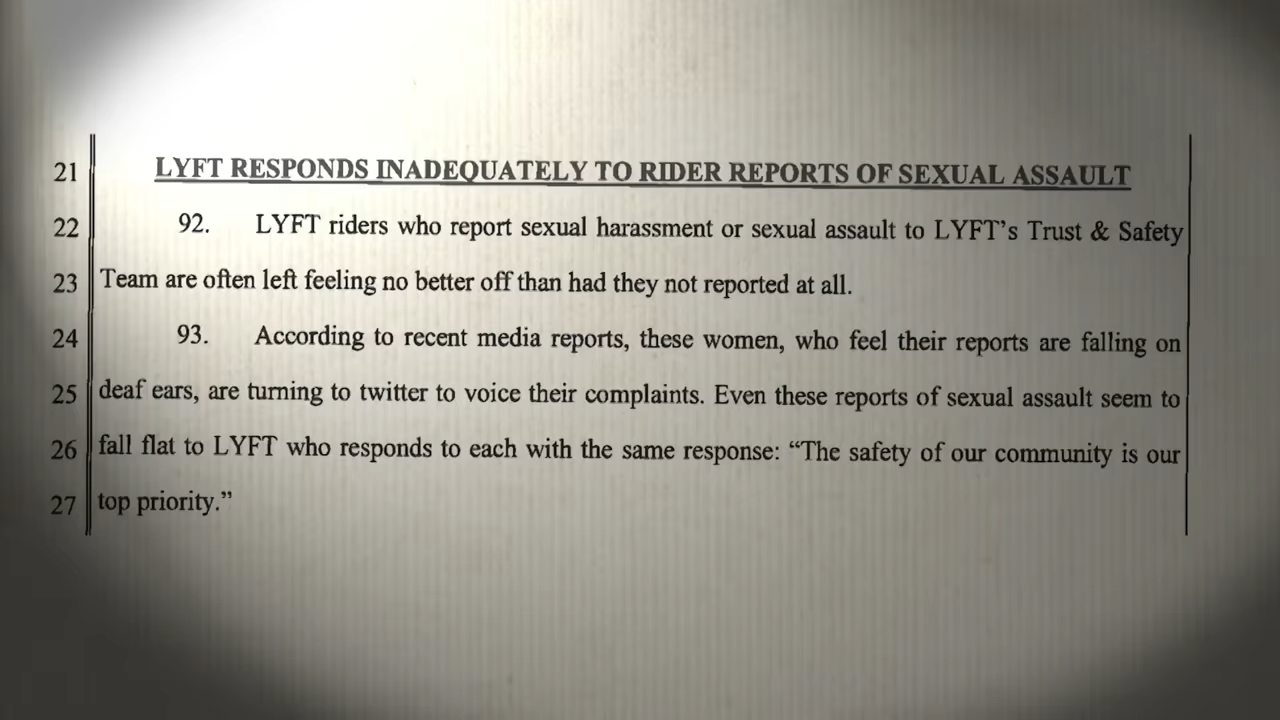 21 LYFT RESPONDS INADEQUATELY TO RIDER REPORTS OF SEXUAL ASSAULT
22 92. LYFT riders who report sexual harassment or sexual assault to LYFT's Trust & Safety
23 Team are often left feeling no better off than had they not reported at all.
24 93. According to recent media reports, these women, who feel their reports are falling on
25 deaf ears, are turning to twitter to voice their complaints. Even these reports of sexual assault seem to
26 fall flat to LYFT who responds to each with the same response: “The safety of our community is our
27 top priority.”